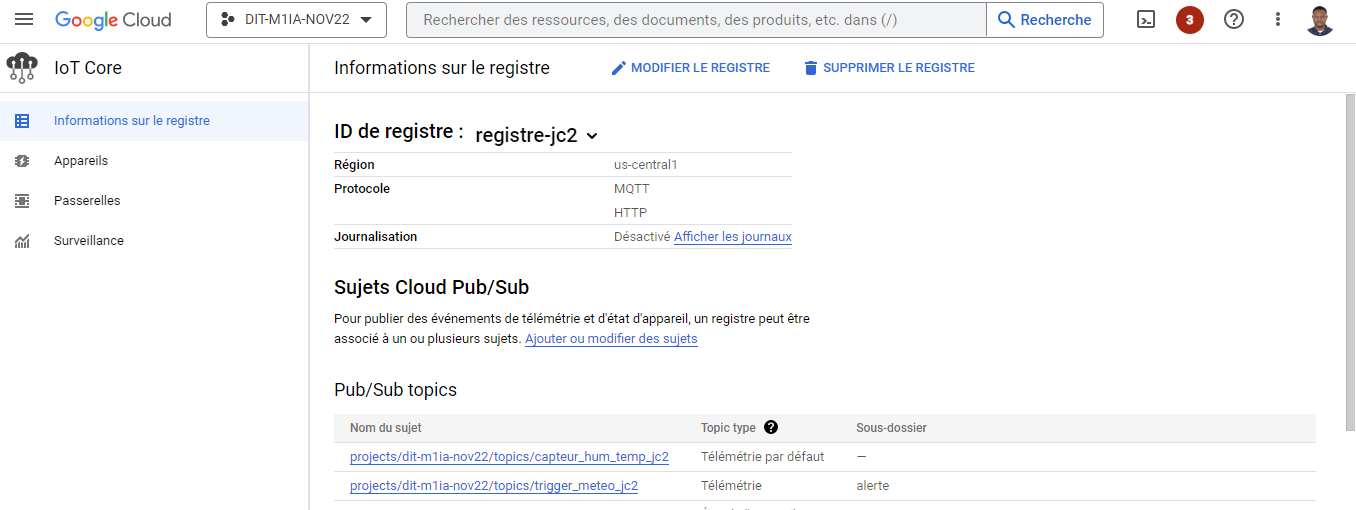 Google Cloud
DIT-M1IA-NOV22
Rechercher des ressources, des documents, des produits, etc. dans (/)
Recherche
3
IoT Core
Informations sur le registre
MODIFIER LE REGISTRE
SUPPRIMER LE REGISTRE
Informations sur le registre
Appareils
Passerelles
Surveillance
ID de registre : registre-jc2
Région us-central1
Protocole MQTT
HTTP
Journalisation Désactivé Afficher les journaux
Sujets Cloud Pub/Sub
Pour publier des événements de télémétrie et d'état d'appareil, un registre peut être
associé à un ou plusieurs sujets. Ajouter ou modifier des sujets
Pub/Sub topics
Nom du sujet Topic type Sous-dossier
projects/dit-m1ia-nov22/topics/capteur_hum_temp_jc2 Télémétrie par défaut —
projects/dit-m1ia-nov22/topics/trigger_meteo_jc2 Télémétrie alerte